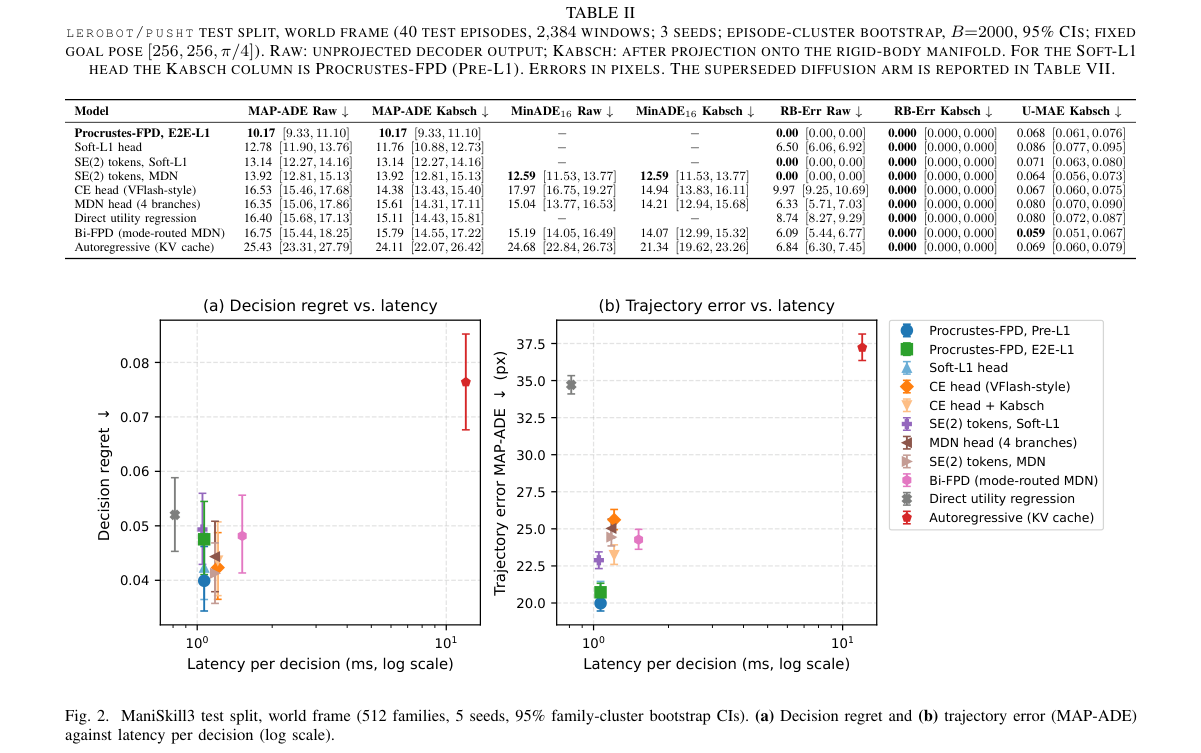 TABLE II
LEROBOT/PUSHT TEST SPLIT, WORLD FRAME (40 TEST EPISODES, 2,384 WINDOWS; 3 SEEDS; EPISODE-CLUSTER BOOTSTRAP, B=2000, 95% CIS; FIXED
GOAL POSE [256, 256, π/4]). RAW: UNPROJECTED DECODER OUTPUT; KABSCH: AFTER PROJECTION ONTO THE RIGID-BODY MANIFOLD. FOR THE SOFT-L1
HEAD THE KABSCH COLUMN IS PROCRUSTES-FPD (PRE-L1). ERRORS IN PIXELS. THE SUPERSEDED DIFFUSION ARM IS REPORTED IN TABLE VII.
Model MAP-ADE Raw ↓ MAP-ADE Kabsch ↓ MinADE16 Raw ↓ MinADE16 Kabsch ↓ RB-Err Raw ↓ RB-Err Kabsch ↓ U-MAE Kabsch ↓
Procrustes-FPD, E2E-L1 10.17 [9.33, 11.10] 10.17 [9.33, 11.10] − − 0.00 [0.00, 0.00] 0.000 [0.000, 0.000] 0.068 [0.061, 0.076]
Soft-L1 head 12.78 [11.90, 13.76] 11.76 [10.88, 12.73] − − 6.50 [6.06, 6.92] 0.000 [0.000, 0.000] 0.086 [0.077, 0.095]
SE(2) tokens, Soft-L1 13.14 [12.27, 14.16] 13.14 [12.27, 14.16] − − 0.00 [0.00, 0.00] 0.000 [0.000, 0.000] 0.071 [0.063, 0.080]
SE(2) tokens, MDN 13.92 [12.81, 15.13] 13.92 [12.81, 15.13] 12.59 [11.53, 13.77] 12.59 [11.53, 13.77] 0.00 [0.00, 0.00] 0.000 [0.000, 0.000] 0.064 [0.056, 0.073]
CE head (VFlash-style) 16.53 [15.46, 17.68] 14.38 [13.43, 15.40] 17.97 [16.75, 19.27] 14.94 [13.83, 16.11] 9.97 [9.25, 10.69] 0.000 [0.000, 0.000] 0.067 [0.060, 0.075]
MDN head (4 branches) 16.35 [15.06, 17.86] 15.61 [14.31, 17.11] 15.04 [13.77, 16.53] 14.21 [12.94, 15.68] 6.33 [5.71, 7.03] 0.000 [0.000, 0.000] 0.080 [0.070, 0.090]
Direct utility regression 16.40 [15.68, 17.13] 15.11 [14.43, 15.81] − − 8.74 [8.27, 9.29] 0.000 [0.000, 0.000] 0.080 [0.072, 0.087]
Bi-FPD (mode-routed MDN) 16.75 [15.44, 18.25] 15.79 [14.55, 17.22] 15.19 [14.05, 16.49] 14.07 [12.99, 15.32] 6.09 [5.44, 6.77] 0.000 [0.000, 0.000] 0.059 [0.051, 0.067]
Autoregressive (KV cache) 25.43 [23.31, 27.79] 24.11 [22.07, 26.42] 24.68 [22.84, 26.73] 21.34 [19.62, 23.26] 6.84 [6.30, 7.45] 0.000 [0.000, 0.000] 0.069 [0.060, 0.079]
(a) Decision regret vs. latency
Decision regret ↓
0.08
0.07
0.06
0.05
0.04
10^0 10^1
Latency per decision (ms, log scale)
(b) Trajectory error vs. latency
Trajectory error MAP-ADE ↓ (px)
37.5
35.0
32.5
30.0
27.5
25.0
22.5
20.0
10^0 10^1
Latency per decision (ms, log scale)
Procrustes-FPD, Pre-L1
Procrustes-FPD, E2E-L1
Soft-L1 head
CE head (VFlash-style)
CE head + Kabsch
SE(2) tokens, Soft-L1
MDN head (4 branches)
SE(2) tokens, MDN
Bi-FPD (mode-routed MDN)
Direct utility regression
Autoregressive (KV cache)
Fig. 2. ManiSkill3 test split, world frame (512 families, 5 seeds, 95% family-cluster bootstrap CIs). (a) Decision regret and (b) trajectory error (MAP-ADE)
against latency per decision (log scale).